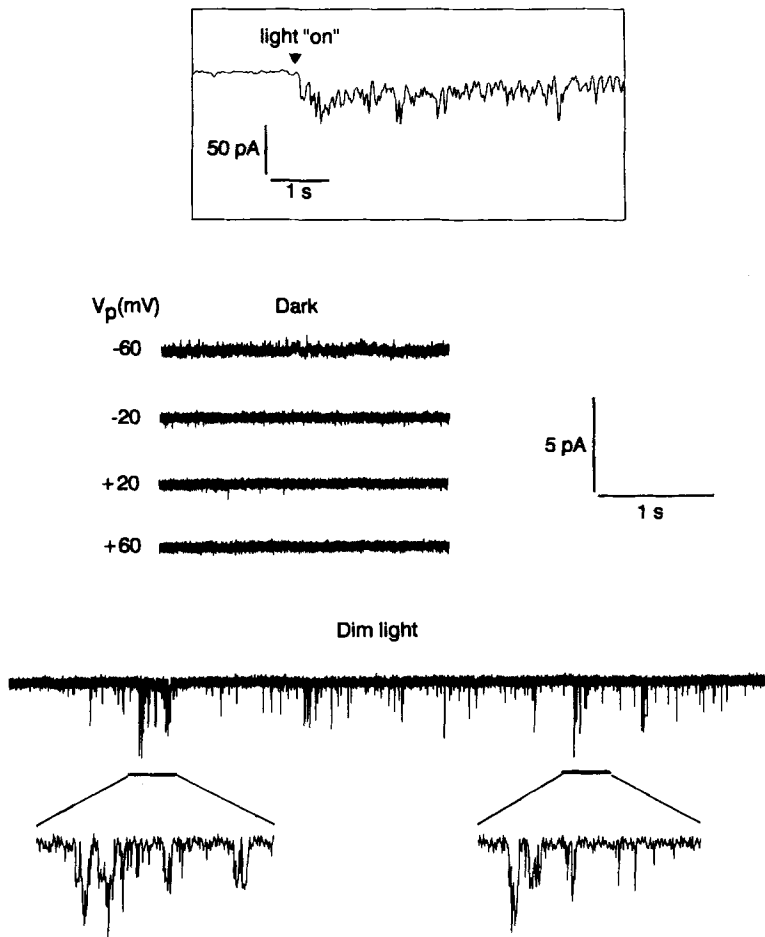 light "on"
50 pA
1 s
Vp(mV) Dark
-60
-20
+20
+60
5 pA
1 s
Dim light